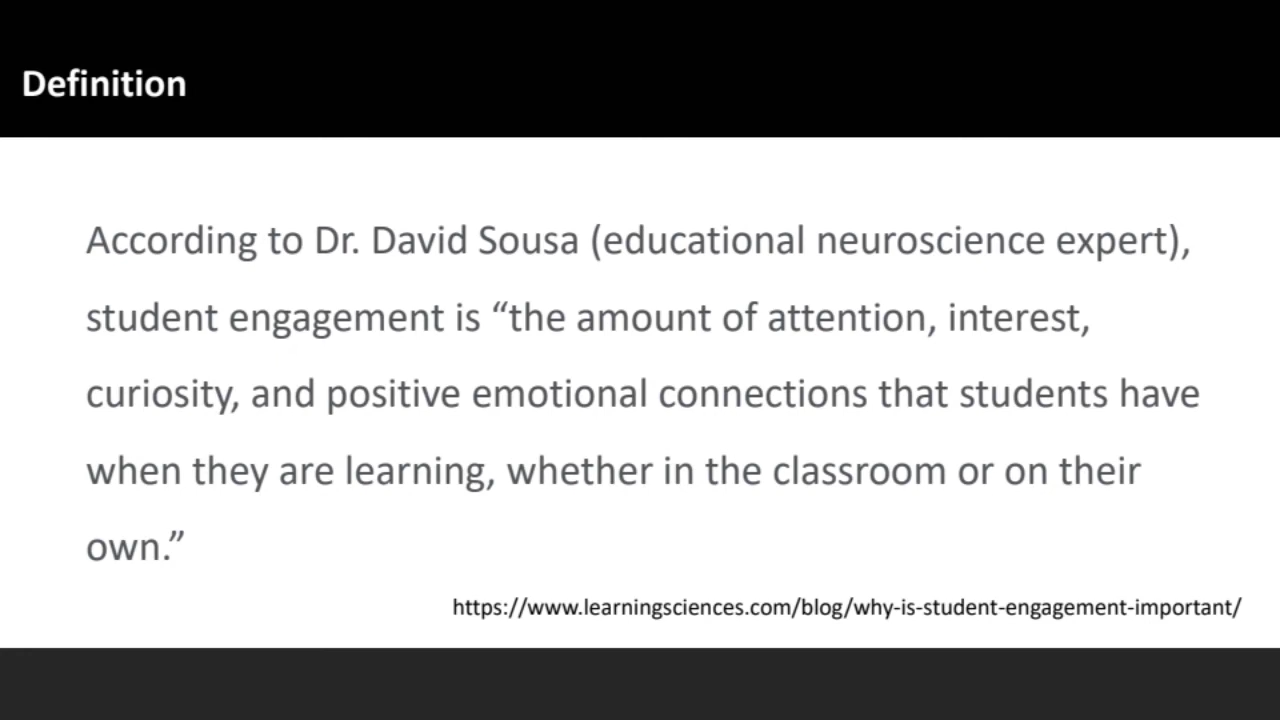 Definition
According to Dr. David Sousa (educational neuroscience expert),
student engagement is “the amount of attention, interest,
curiosity, and positive emotional connections that students have
when they are learning, whether in the classroom or on their
own.”
https://www.learningsciences.com/blog/why-is-student-engagement-important/